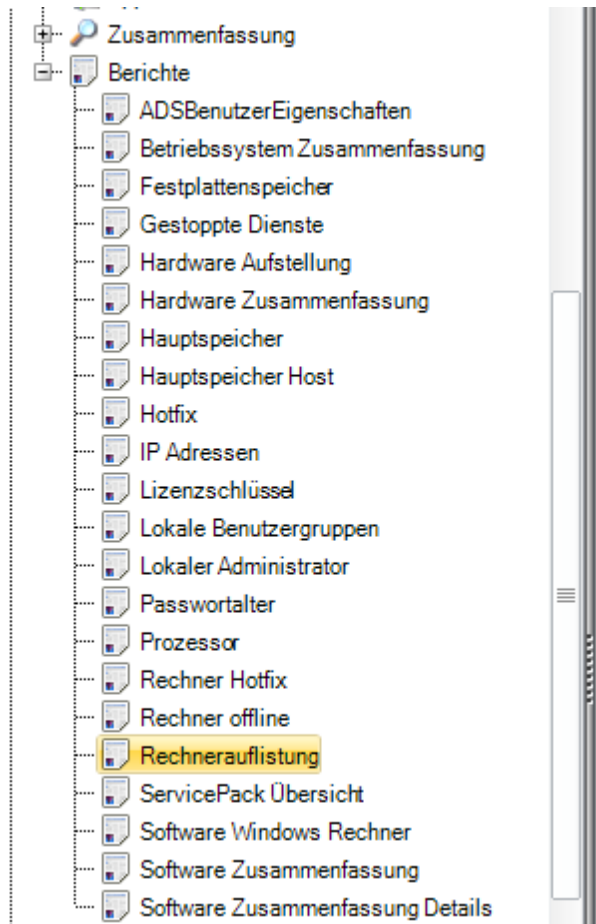 Zusammenfassung
Berichte
ADSBenutzerEigenschaften
Betriebssystem Zusammenfassung
Festplattenspeicher
Gestoppte Dienste
Hardware Aufstellung
Hardware Zusammenfassung
Hauptspeicher
Hauptspeicher Host
Hotfix
IP Adressen
Lizenzschlüssel
Lokale Benutzergruppen
Lokaler Administrator
Passwortalter
Prozessor
Rechner Hotfix
Rechner offline
Rechnerauflistung
ServicePack Übersicht
Software Windows Rechner
Software Zusammenfassung
Software Zusammenfassung Details